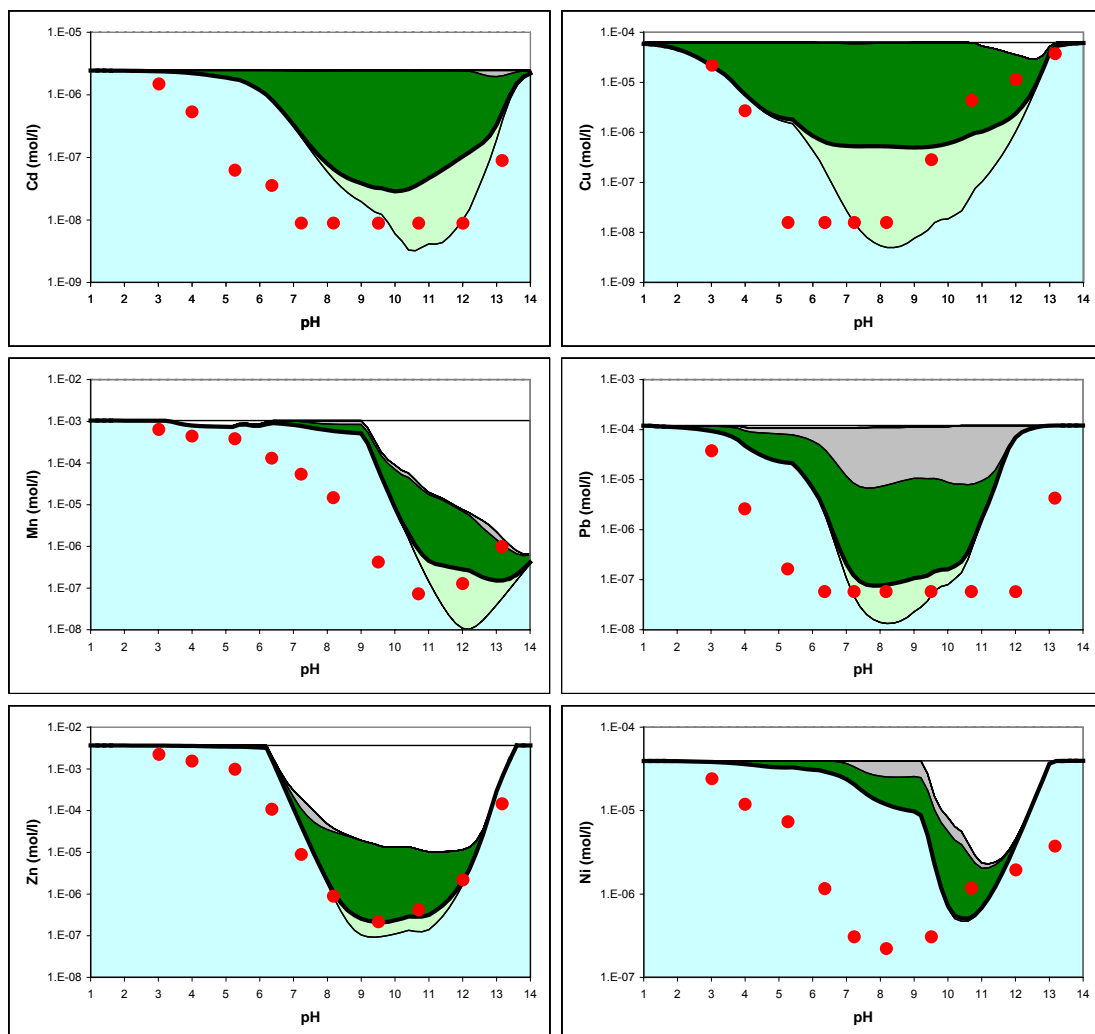 1.E-05
1.E-06
1.E-07
1.E-08
1.E-09
Cd (mol/l)
1 2 3 4 5 6 7 8 9 10 11 12 13 14
pH
1.E-04
1.E-05
1.E-06
1.E-07
1.E-08
1.E-09
Cu (mol/l)
1 2 3 4 5 6 7 8 9 10 11 12 13 14
pH
1.E-02
1.E-03
1.E-04
1.E-05
1.E-06
1.E-07
1.E-08
Mn (mol/l)
1 2 3 4 5 6 7 8 9 10 11 12 13 14
pH
1.E-03
1.E-04
1.E-05
1.E-06
1.E-07
1.E-08
Pb (mol/l)
1 2 3 4 5 6 7 8 9 10 11 12 13 14
pH
1.E-02
1.E-03
1.E-04
1.E-05
1.E-06
1.E-07
1.E-08
Zn (mol/l)
1 2 3 4 5 6 7 8 9 10 11 12 13 14
pH
1.E-04
1.E-05
1.E-06
1.E-07
Ni (mol/l)
1 2 3 4 5 6 7 8 9 10 11 12 13 14
pH